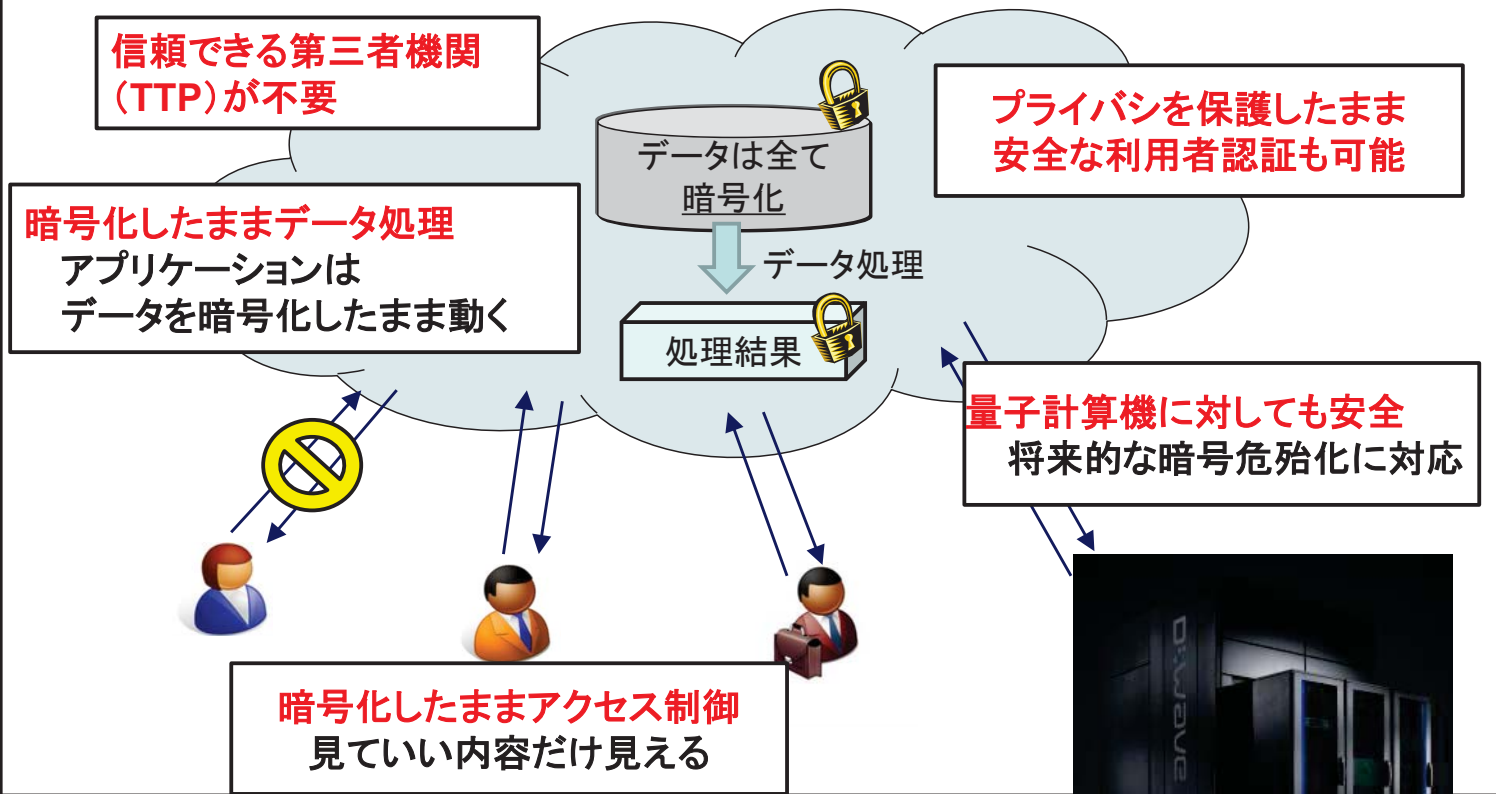 信頼できる第三者機関
（TTP）が不要
プライバシを保護したまま
安全な利用者認証も可能
データは全て
暗号化
暗号化したままデータ処理
アプリケーションは
データを暗号化したまま動く
データ処理
処理結果
量子計算機に対しても安全
将来的な暗号危殆化に対応
暗号化したままアクセス制御
見ていい内容だけ見える
D:wave